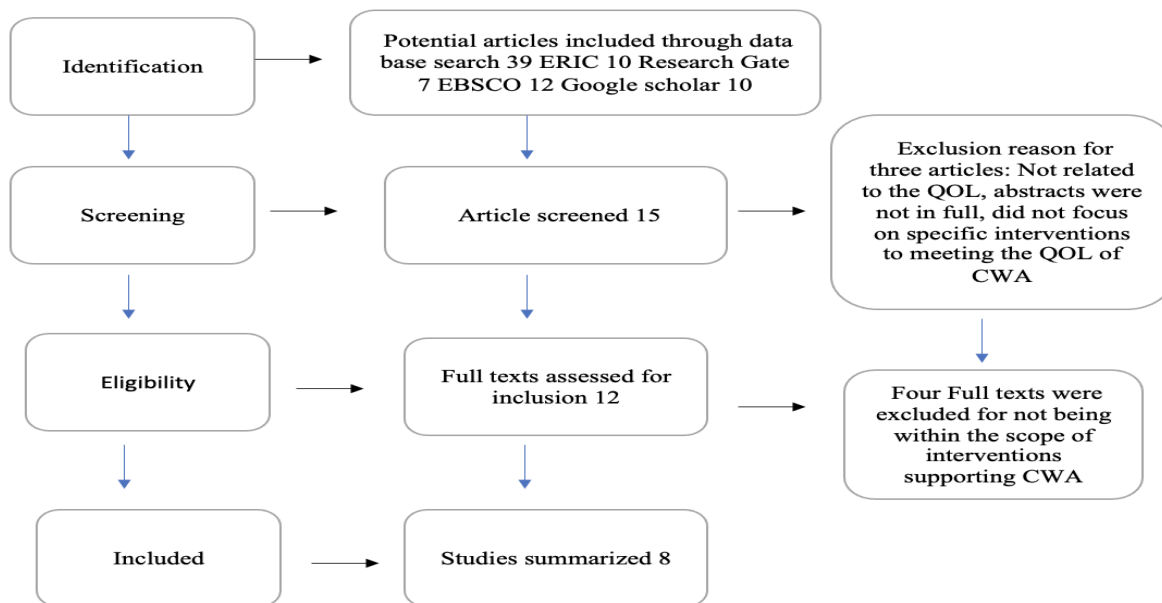 Identification
Potential articles included through data
base search 39 ERIC 10 Research Gate
7 EBSCO 12 Google scholar 10
Screening
Article screened 15
Exclusion reason for
three articles: Not related
to the QOL, abstracts were
not in full, did not focus
on specific interventions
to meeting the QOL of
CWA
Eligibility
Full texts assessed for
inclusion 12
Four Full texts were
excluded for not being
within the scope of
interventions
supporting CWA
Included
Studies summarized 8